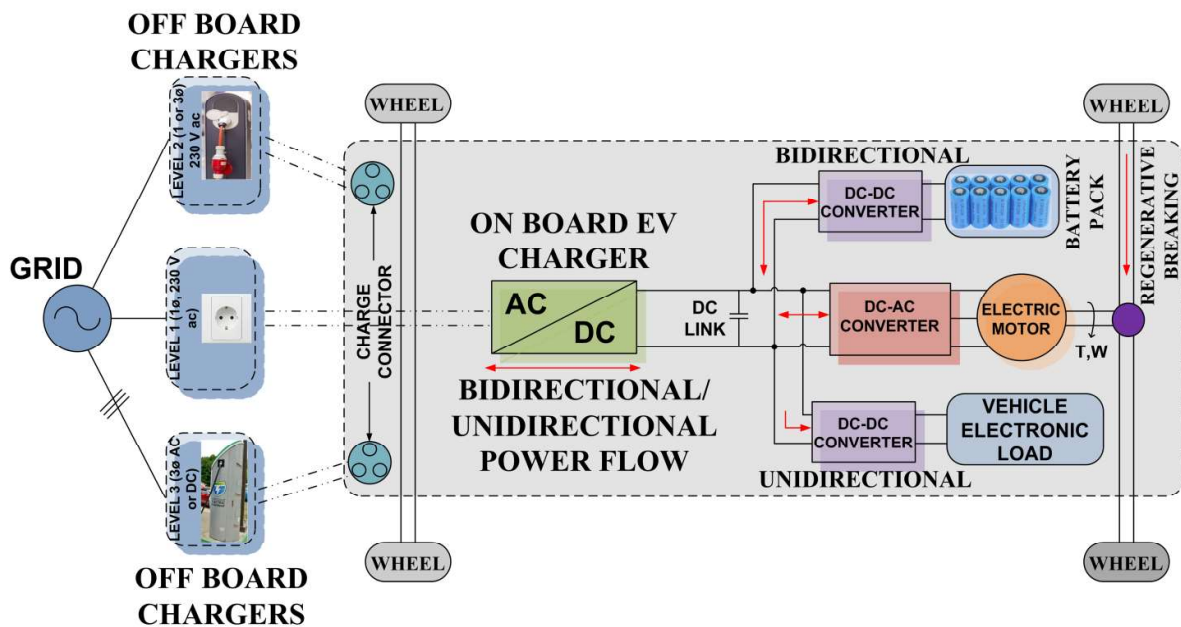 OFF BOARD
CHARGERS
LEVEL 2 (1 or 3ø)
230 V ac
GRID
LEVEL 1 (1ø, 230 V
ac)
LEVEL 3 (3ø AC
or DC)
OFF BOARD
CHARGERS
WHEEL
WHEEL
CHARGE
CONNECTOR
ON BOARD EV
CHARGER
AC
DC
BIDIRECTIONAL/
UNIDIRECTIONAL
POWER FLOW
DC
LINK
BIDIRECTIONAL
DC-DC
CONVERTER
BATTERY
PACK
DC-AC
CONVERTER
ELECTRIC
MOTOR
T,W
DC-DC
CONVERTER
UNIDIRECTIONAL
VEHICLE
ELECTRONIC
LOAD
WHEEL
REGENERATIVE
BREAKING
WHEEL